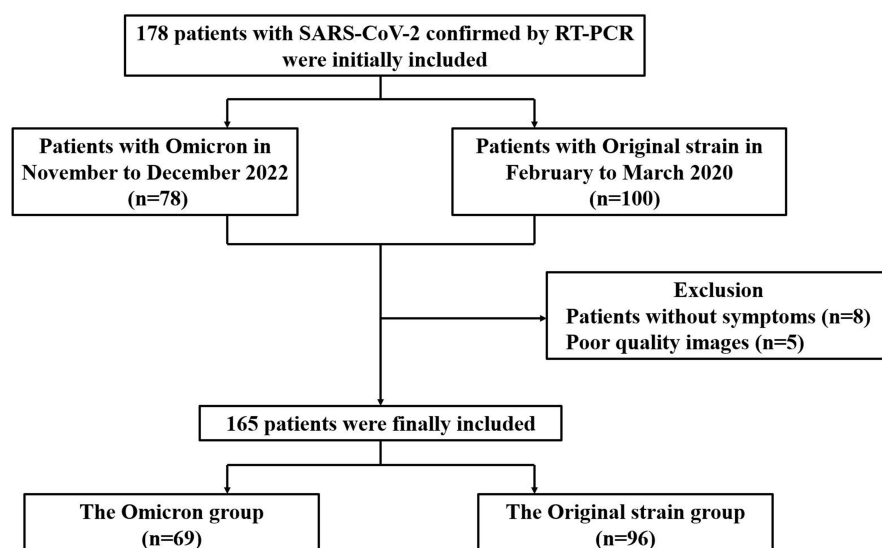 178 patients with SARS-CoV-2 confirmed by RT-PCR
were initially included
Patients with Omicron in
November to December 2022
(n=78)
Patients with Original strain in
February to March 2020
(n=100)
Exclusion
Patients without symptoms (n=8)
Poor quality images (n=5)
165 patients were finally included
The Omicron group
(n=69)
The Original strain group
(n=96)